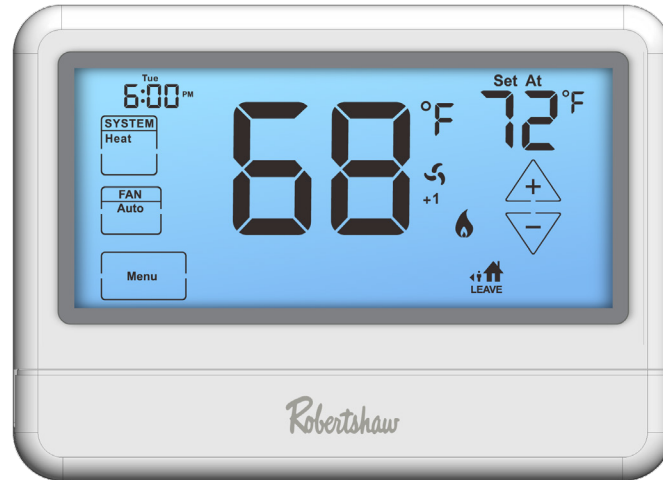 Tue
6:00 PM
Set At
72°F
SYSTEM
Heat
68°F
FAN
Auto
+1
Menu
LEAVE
Robertshaw